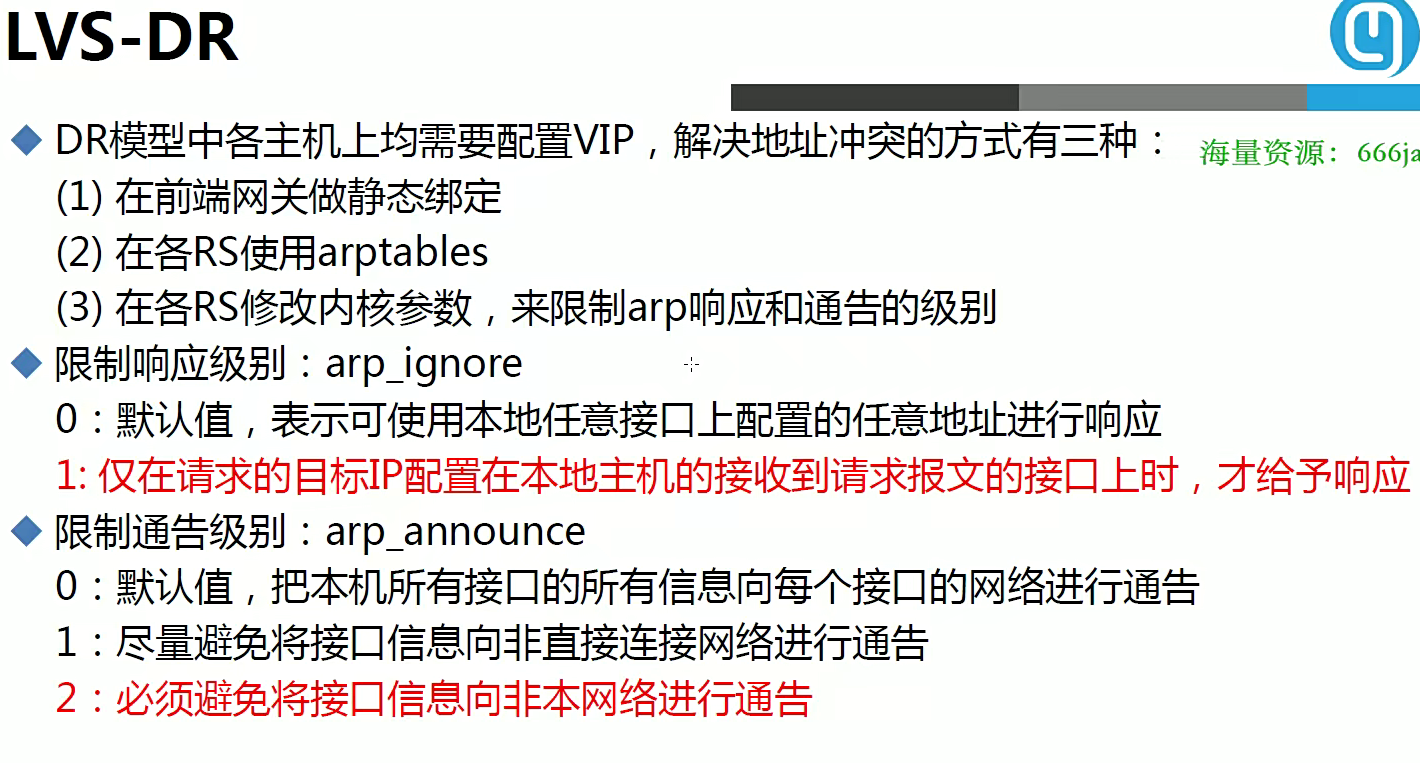 LVS-DR
DR模型中各主机上均需要配置VIP，解决地址冲突的方式有三种：
海量资源：666ja
(1) 在前端网关做静态绑定
(2) 在各RS使用arptables
(3) 在各RS修改内核参数，来限制arp响应和通告的级别
限制响应级别：arp_ignore
0：默认值，表示可使用本地任意接口上配置的任意地址进行响应
1: 仅在请求的目标IP配置在本地主机的接收到请求报文的接口上时，才给予响应
限制通告级别：arp_announce
0：默认值，把本机所有接口的所有信息向每个接口的网络进行通告
1：尽量避免将接口信息向非直接连接网络进行通告
2：必须避免将接口信息向非本网络进行通告